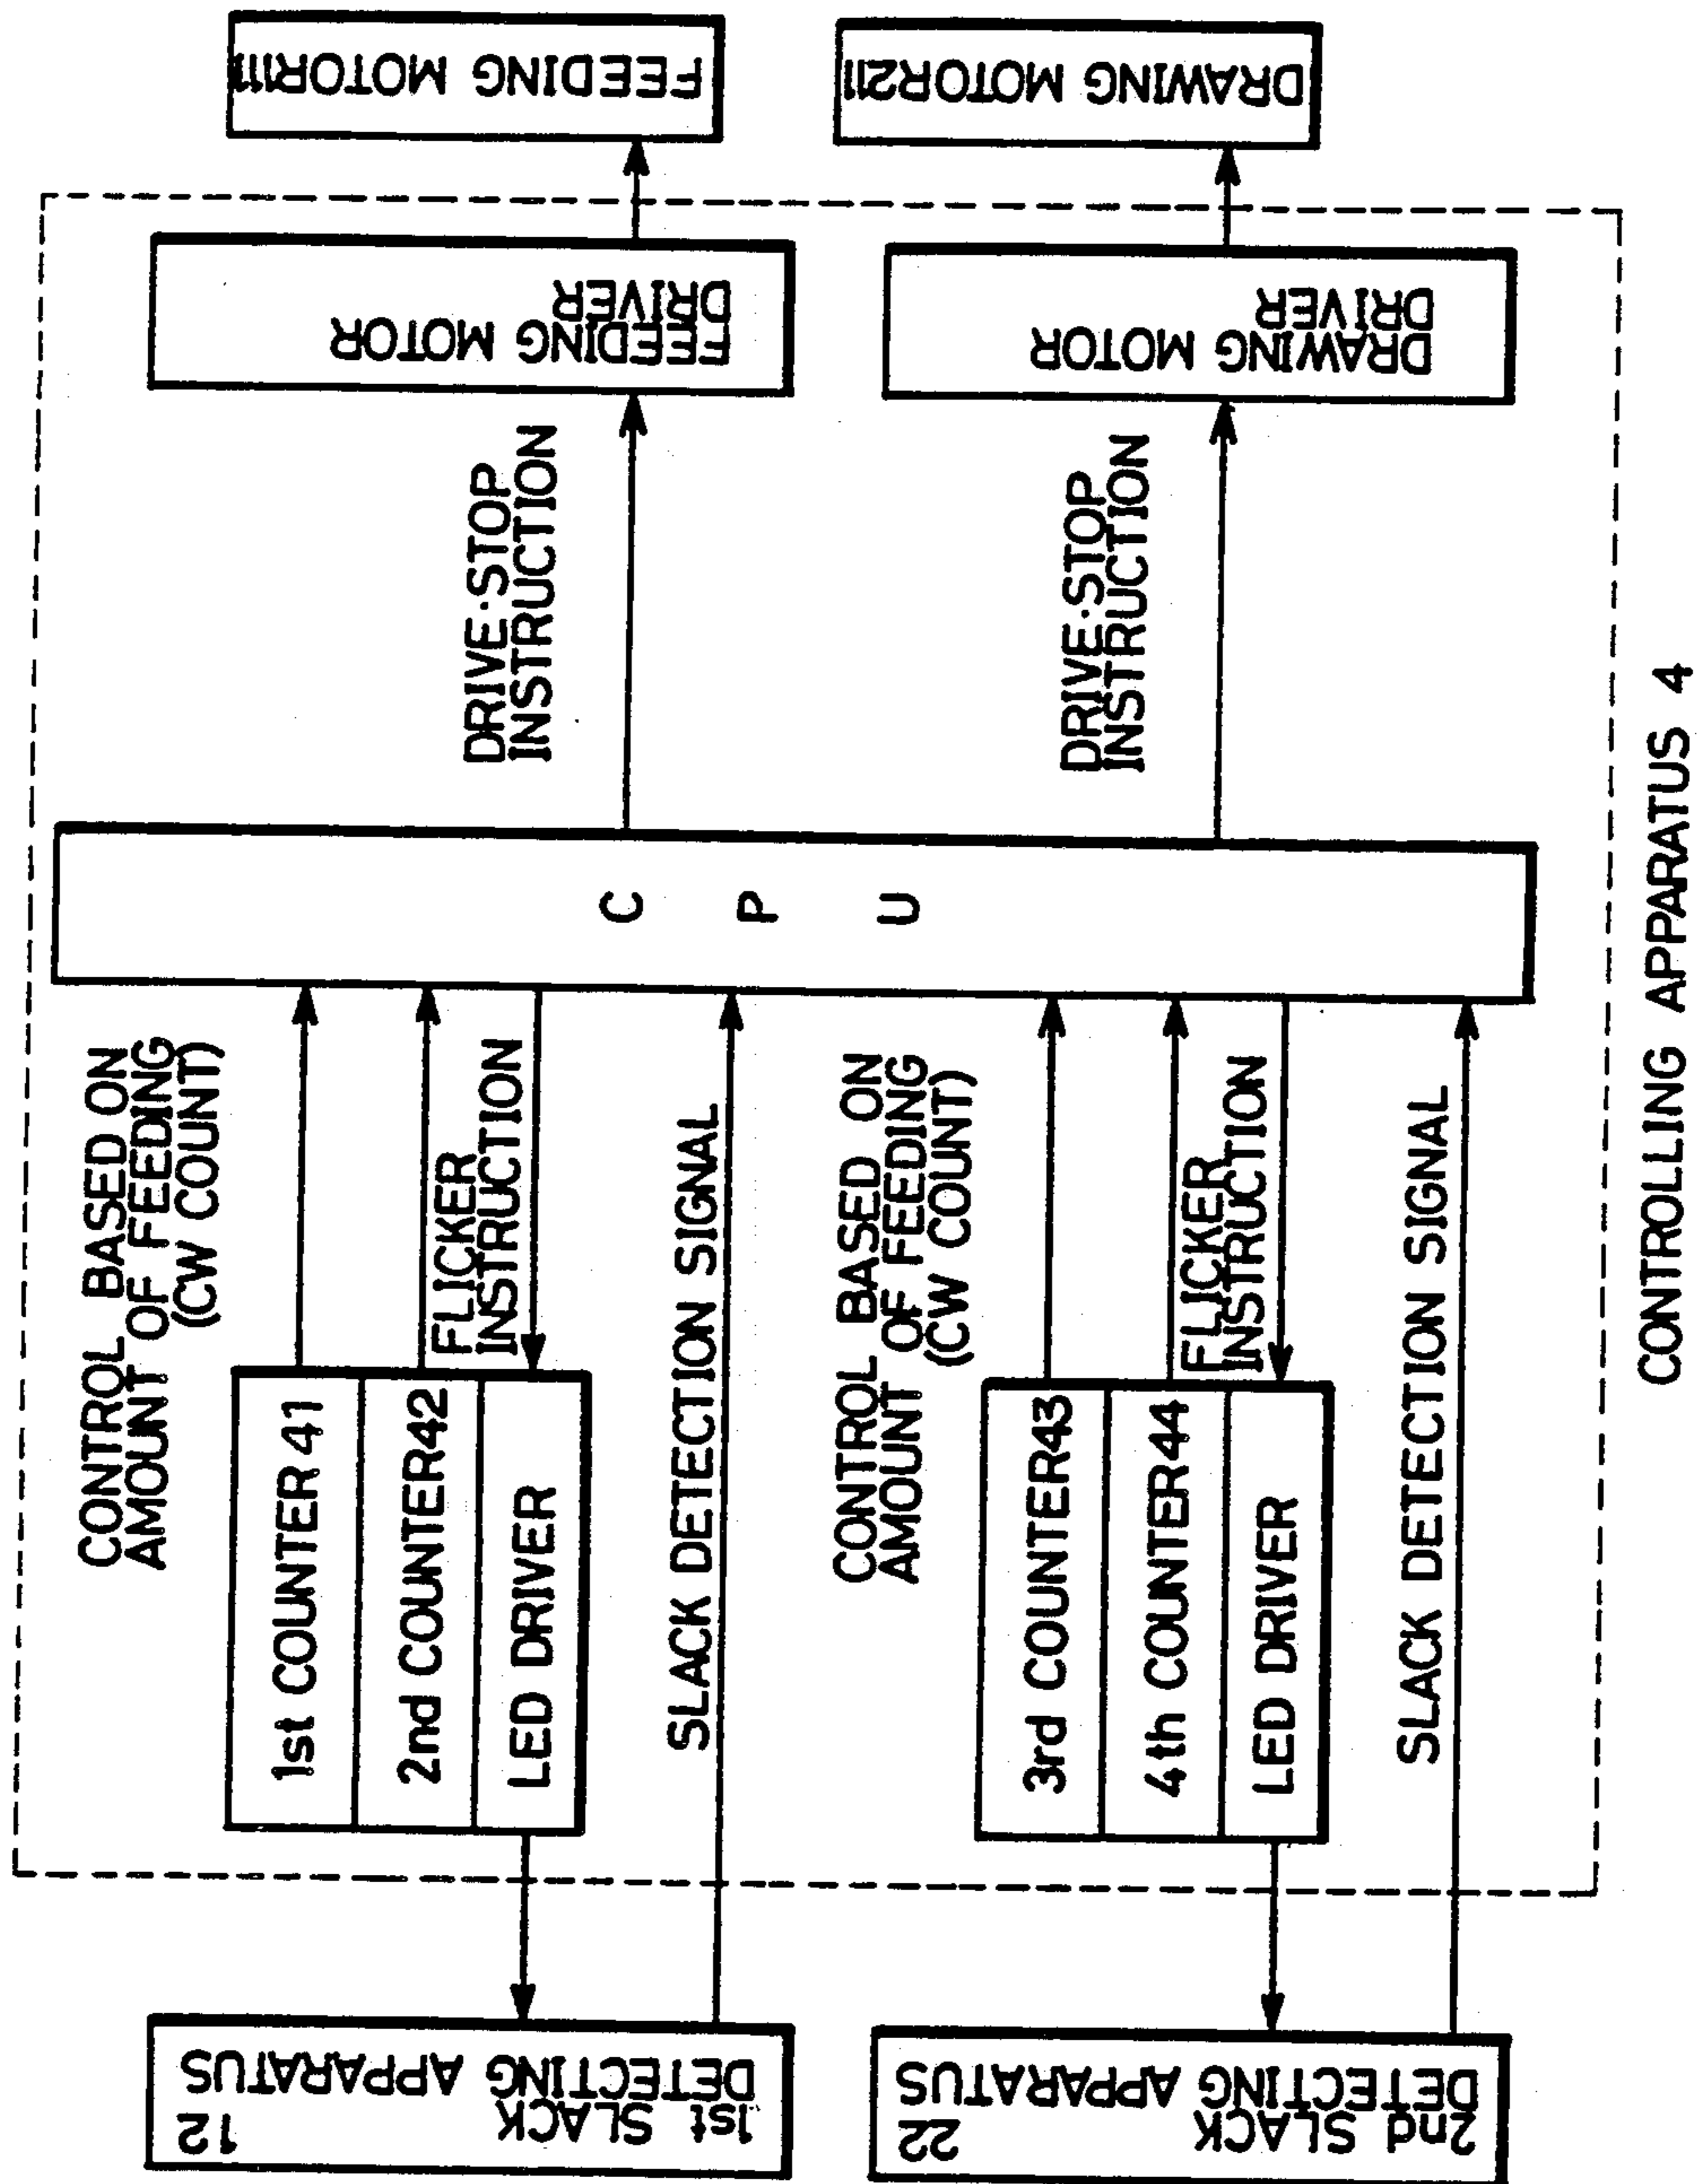 1st SLACK
DETECTING APPARATUS
12
2nd SLACK
DETECTING APPARATUS
22
CONTROL BASED ON
AMOUNT OF FEEDING
(CW COUNT)
1st COUNTER 41
2nd COUNTER42
LED DRIVER
FLICKER
INSTRUCTION
SLACK DETECTION SIGNAL
CONTROL BASED ON
AMOUNT OF FEEDING
(CW COUNT)
3rd COUNTER43
4th COUNTER44
LED DRIVER
FLICKER
INSTRUCTION
SLACK DETECTION SIGNAL
C P U
DRIVE·STOP
INSTRUCTION
DRIVE·STOP
INSTRUCTION
FEEDING MOTOR
DRIVER
DRAWING MOTOR
DRIVER
FEEDING MOTOR111
DRAWING MOTOR211
CONTROLLING APPARATUS 4